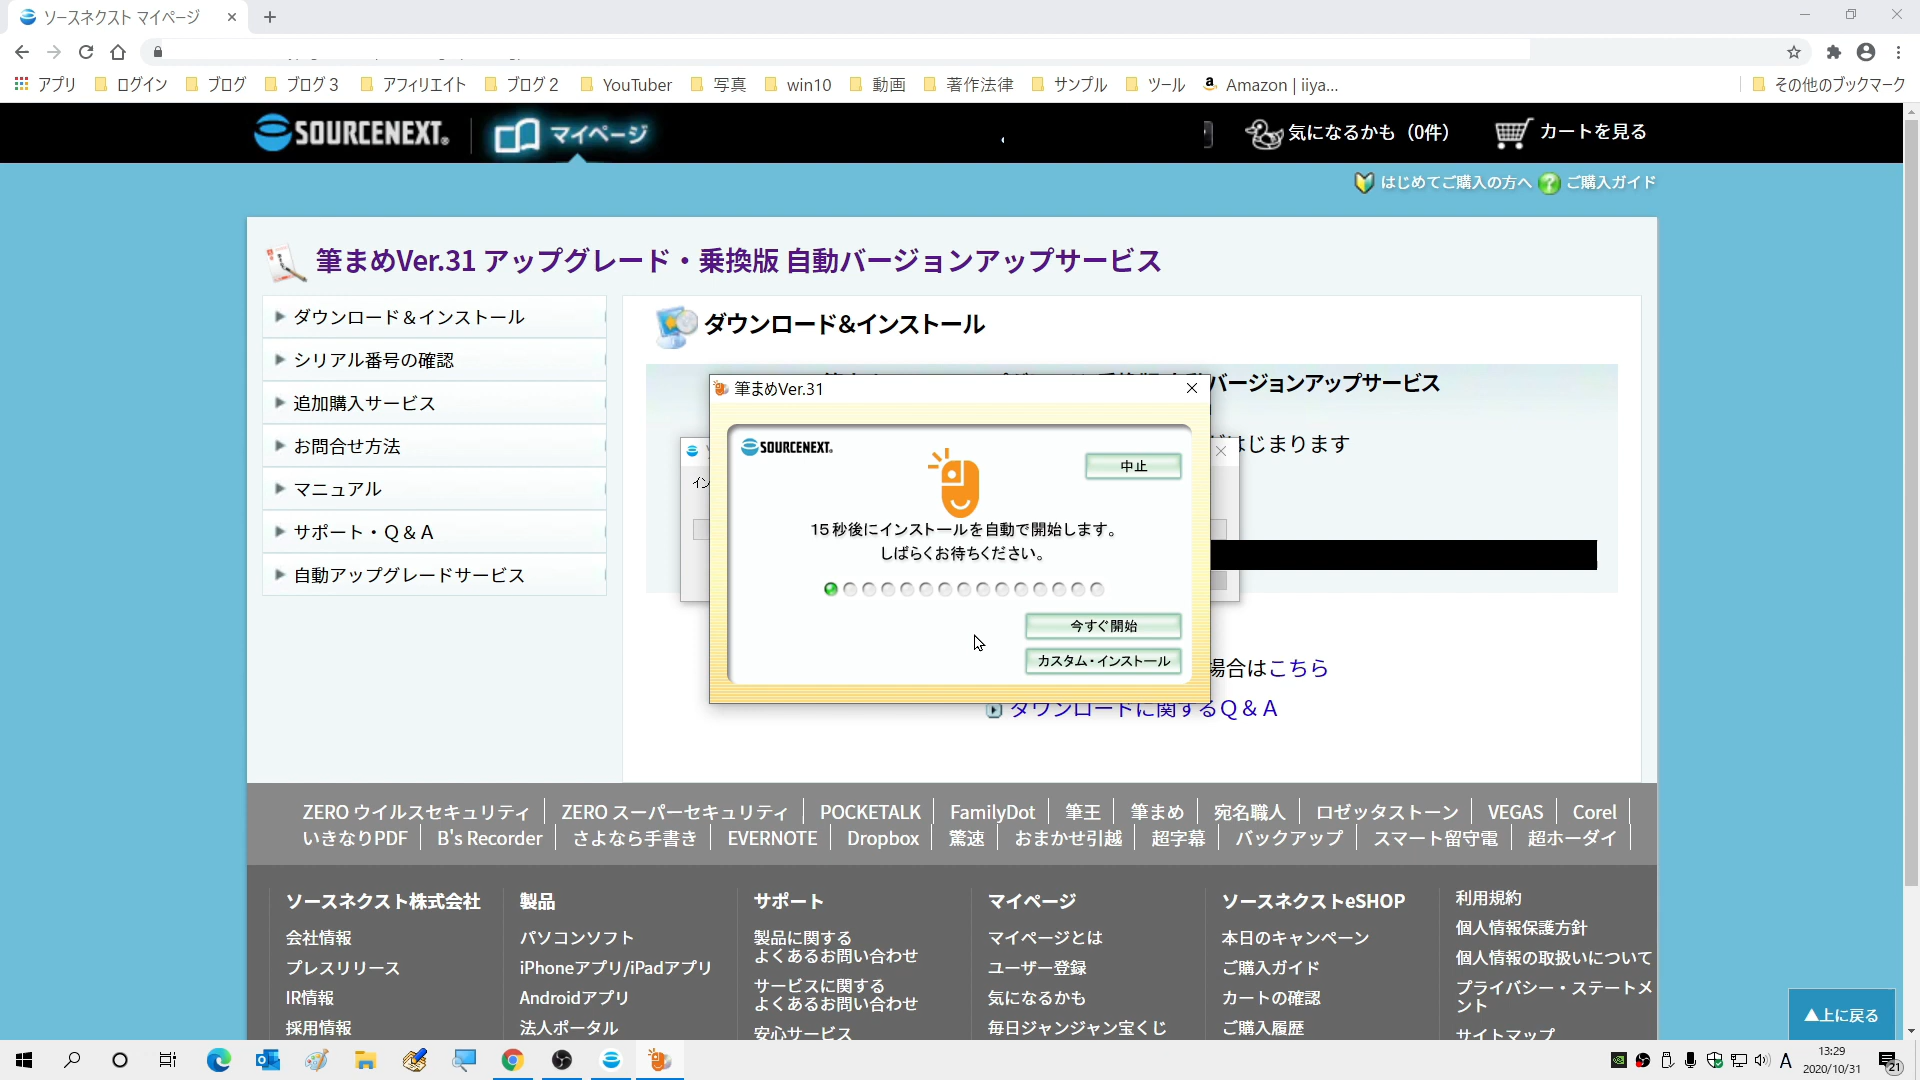 ソースネクスト マイページ
アプリ ログイン ブログ ブログ3 アフィリエイト ブログ2 YouTuber 写真 win10 動画 著作法律 サンプル ツール Amazon | iiya... その他のブックマーク
SOURCENEXT. マイページ 気になるかも（0件） カートを見る
はじめてご購入の方へ ? ご購入ガイド
筆まめVer.31 アップグレード・乗換版 自動バージョンアップサービス
ダウンロード＆インストール
シリアル番号の確認
追加購入サービス
お問合せ方法
マニュアル
サポート・Ｑ＆Ａ
自動アップグレードサービス
ダウンロード&インストール
バージョンアップサービス
はじまります
筆まめVer.31
イン
SOURCENEXT.
中止
15秒後にインストールを自動で開始します。
しばらくお待ちください。
今すぐ開始
カスタム・インストール
場合はこちら
ダウンロードに関するＱ＆Ａ
ZERO ウイルスセキュリティ ZERO スーパーセキュリティ POCKETALK FamilyDot 筆王 筆まめ 宛名職人 ロゼッタストーン VEGAS Corel
いきなりPDF B's Recorder さよなら手書き EVERNOTE Dropbox 驚速 おまかせ引越 超字幕 バックアップ スマート留守電 超ホーダイ
ソースネクスト株式会社
会社情報
プレスリリース
IR情報
採用情報
製品
パソコンソフト
iPhoneアプリ/iPadアプリ
Androidアプリ
法人ポータル
サポート
製品に関する
よくあるお問い合わせ
サービスに関する
よくあるお問い合わせ
安心サービス
マイページ
マイページとは
ユーザー登録
気になるかも
毎日ジャンジャン宝くじ
ソースネクストeSHOP
本日のキャンペーン
ご購入ガイド
カートの確認
ご購入履歴
利用規約
個人情報保護方針
個人情報の取扱いについて
プライバシー・ステートメ
ント
サイトマップ
▲上に戻る
A
13:29
2020/10/31
21